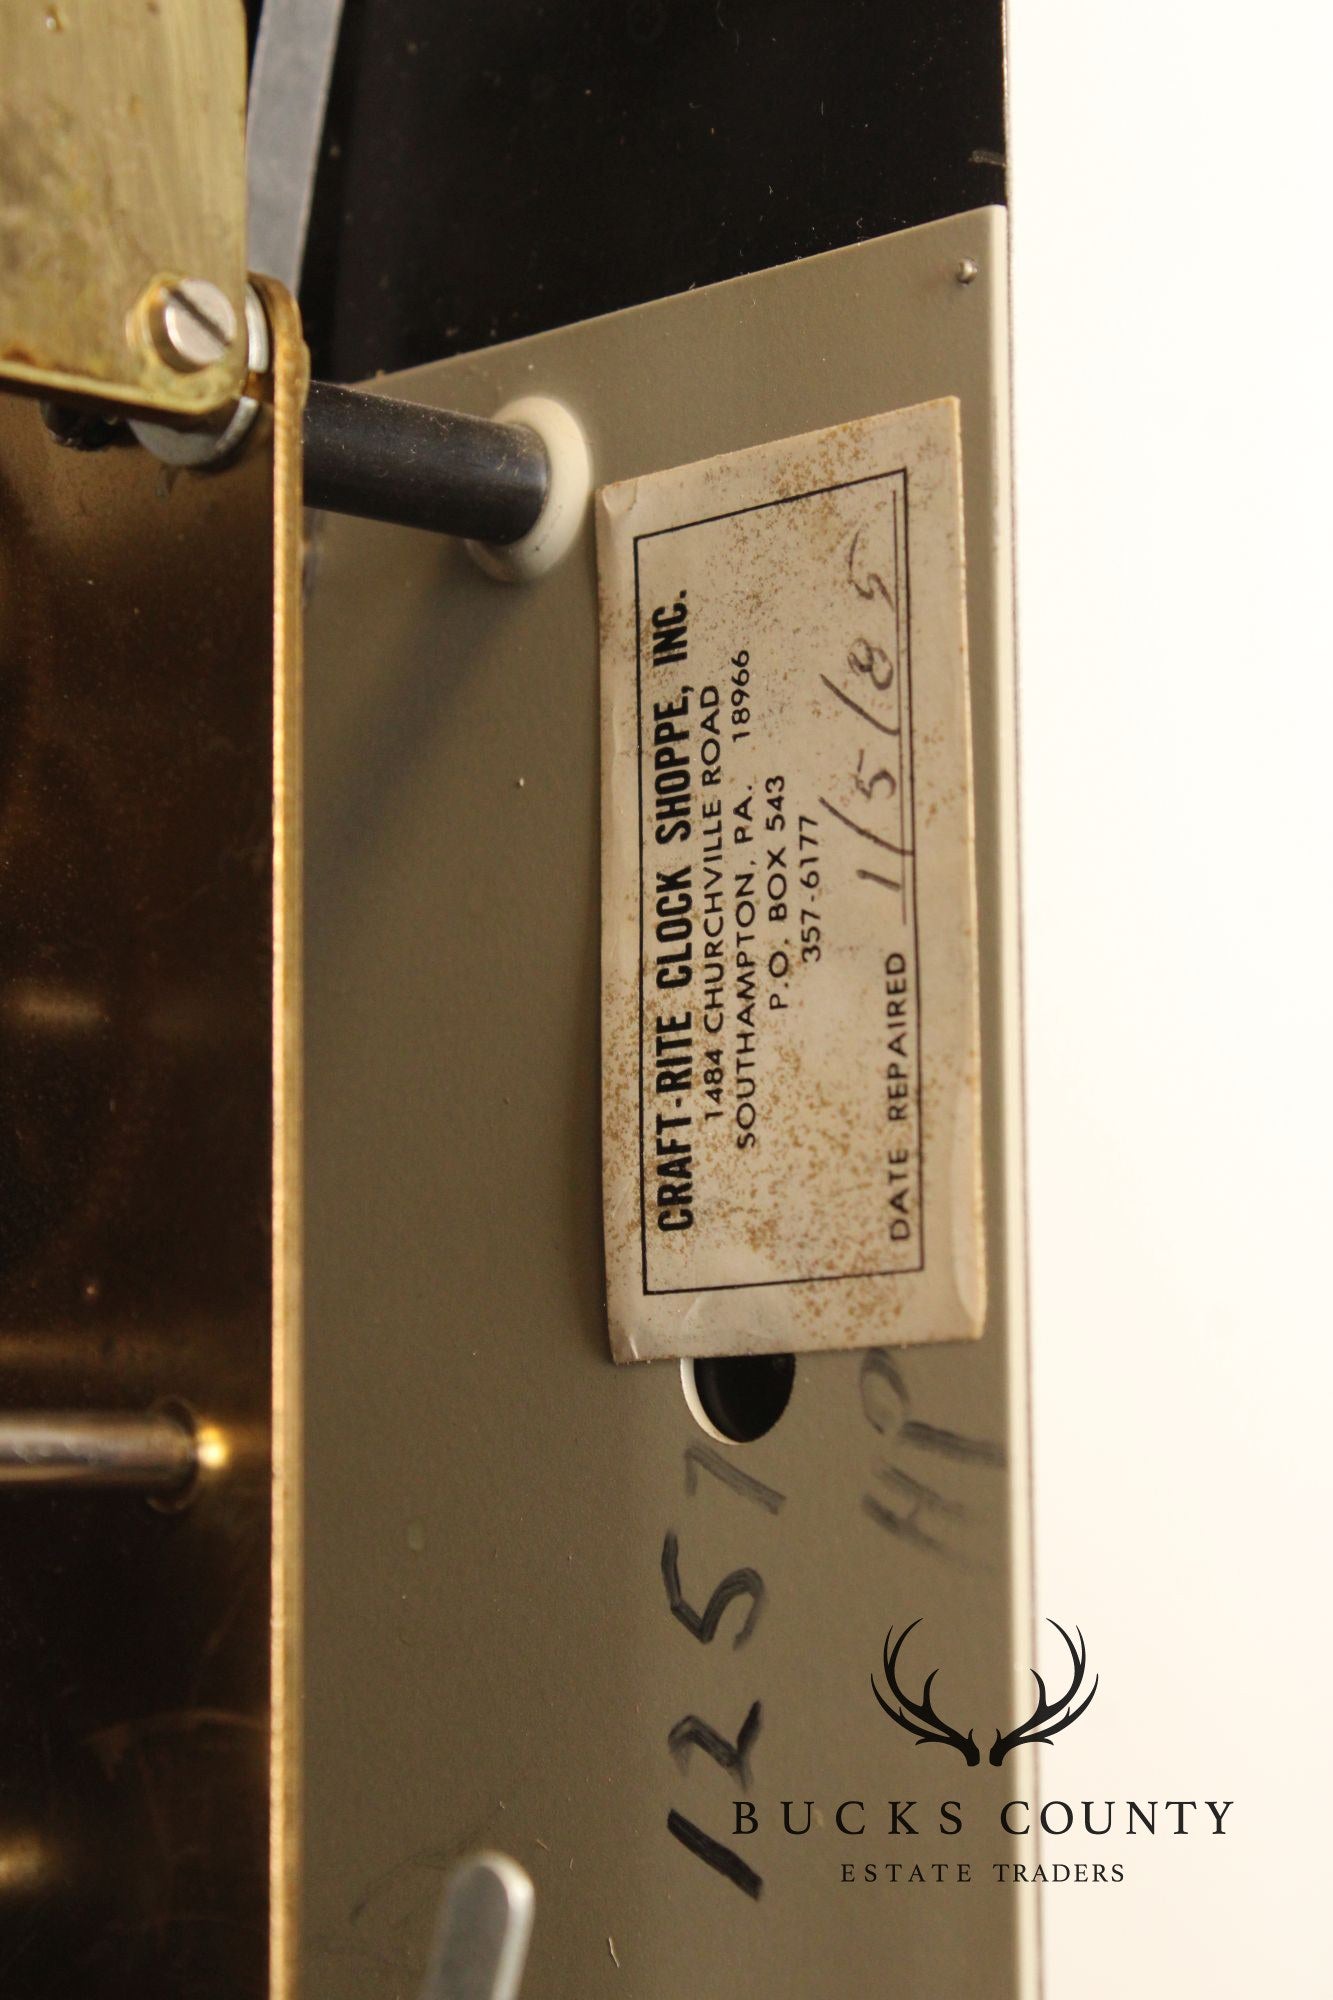 CRAFT-RITE CLOCK SHOPPE, INC.
1484 CHURCHVILLE ROAD
SOUTHAMPTON, PA. 18966
P.O. BOX 543
357-6177
DATE REPAIRED 1/5/85
1257
HP
BUCKS COUNTY
ESTATE TRADERS